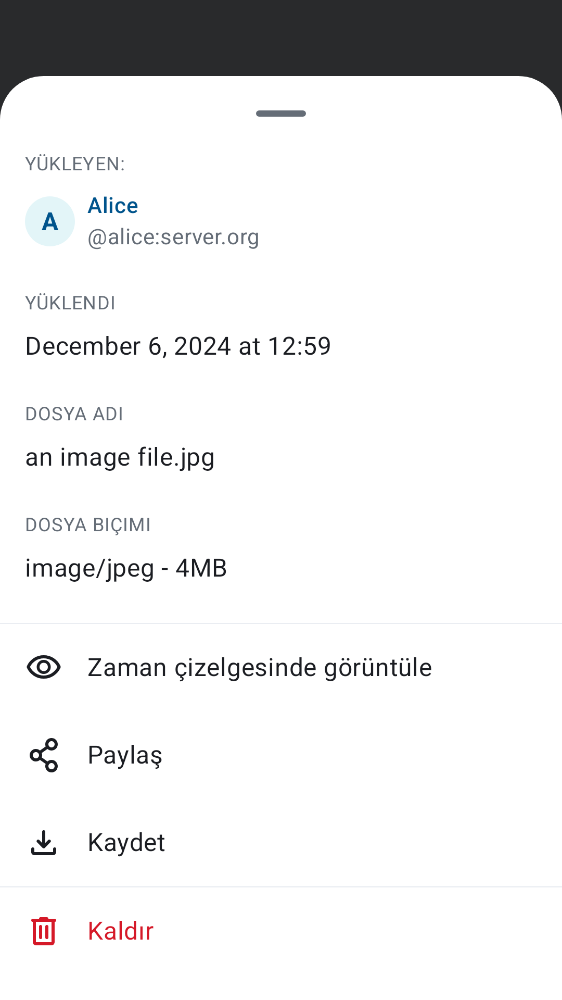 YÜKLEYEN:
A
Alice
@alice:server.org
YÜKLENDI
December 6, 2024 at 12:59
DOSYA ADI
an image file.jpg
DOSYA BIÇIMI
image/jpeg - 4MB
Zaman çizelgesinde görüntüle
Paylaş
Kaydet
Kaldır